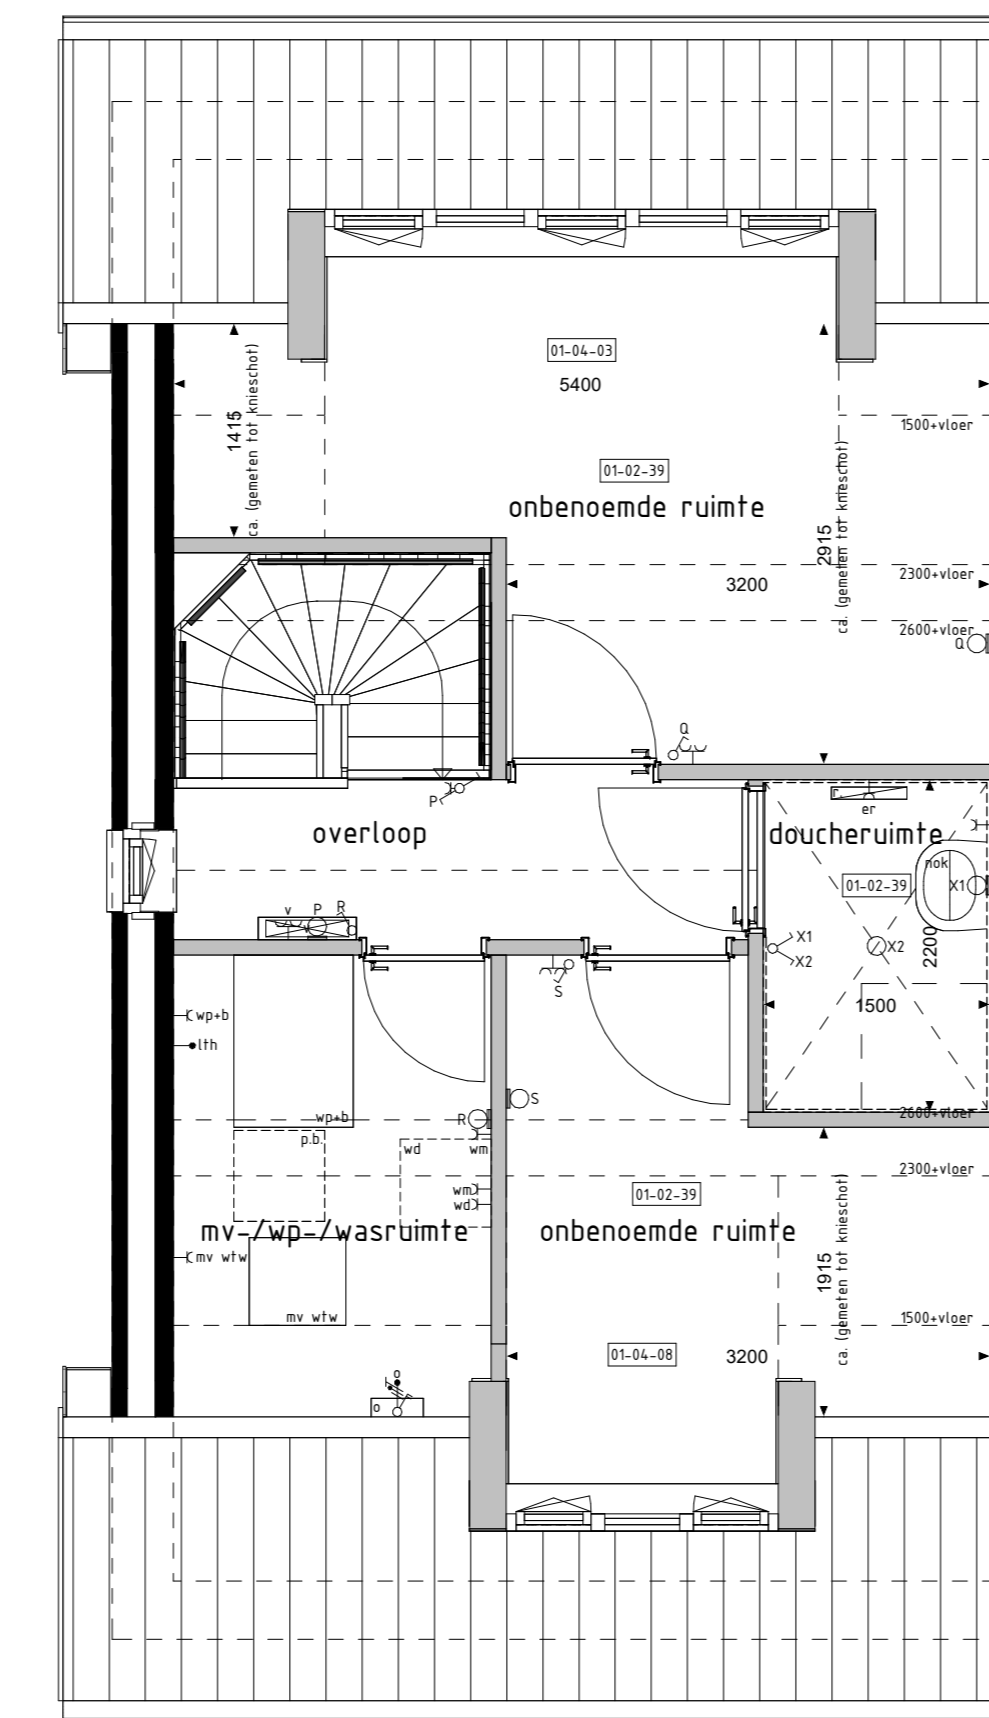 01-04-03
5400
1415
ca. (gemeten tot knieschot)
1500+vloer
01-02-39
onbenoemde ruimte
2915
ca. (gemeten tot knieschot)
2300+vloer
3200
2600+vloer
Q
Q
P
er
overloop
doucheruimte
nok
01-02-39
X1
v
P
R
X1
X2
X2
2200
S
1500
wp+b
lth
S
R
wp+b
2600+vloer
p.b.
wd
wm
2300+vloer
wm
wd
01-02-39
mv-/wp-/wasruimte
onbenoemde ruimte
mv wtw
1915
ca. (gemeten tot knieschot)
mv wtw
1500+vloer
01-04-08
3200
o
o